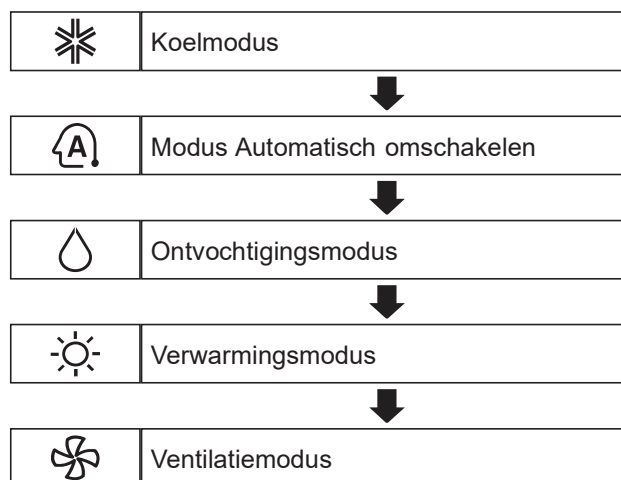 Koelmodus
A
Modus Automatisch omschakelen
Ontvochtigingsmodus
Verwarmingsmodus
Ventilatiemodus